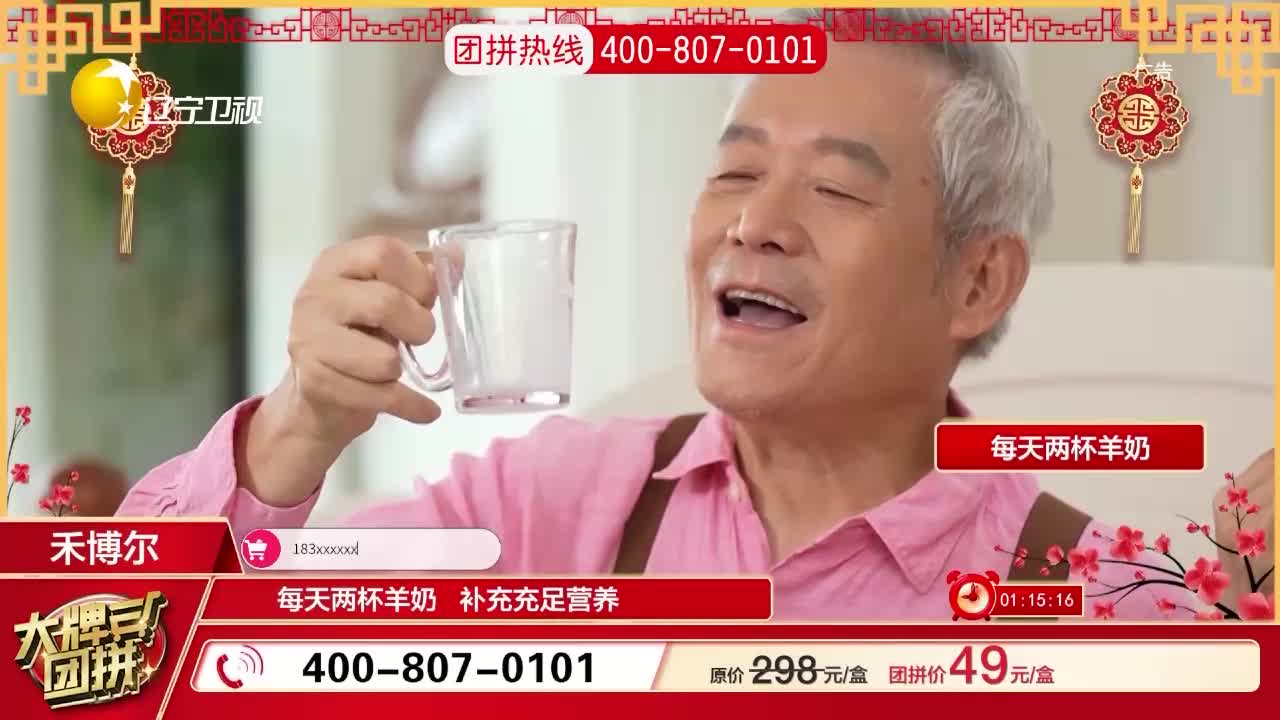 团拼热线 400-807-0101
广告
辽宁卫视
每天两杯羊奶
禾博尔
183xxxxxx
每天两杯羊奶 补充充足营养
01:15:16
大牌日
团拼
400-807-0101
原价298元/盒 团拼价49元/盒